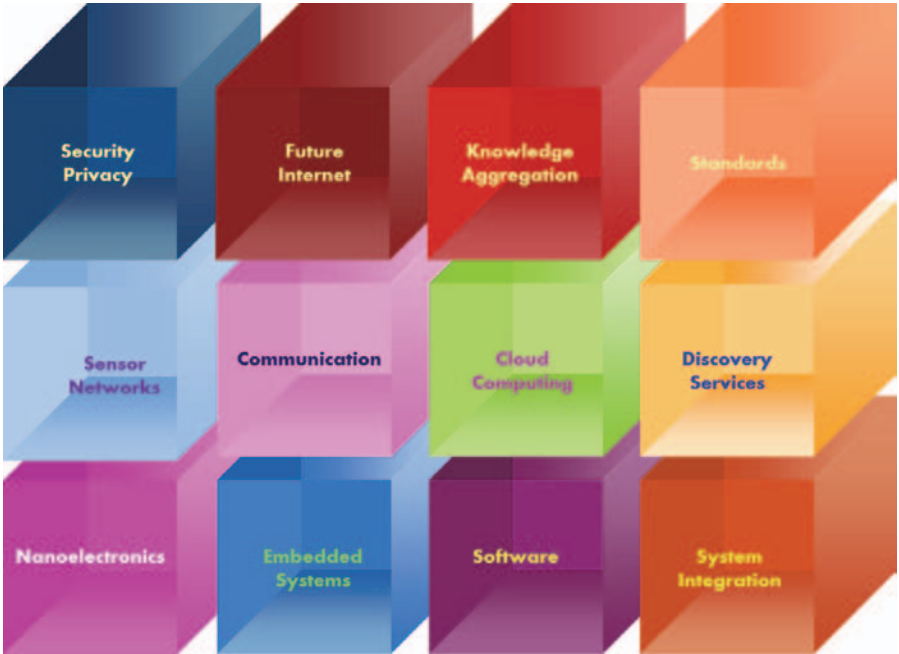 Security
Privacy
Future
Internet
Knowledge
Aggregation
Standards
Sensor
Networks
Communication
Cloud
Computing
Discovery
Services
Nanoelectronics
Embedded
Systems
Software
System
Integration